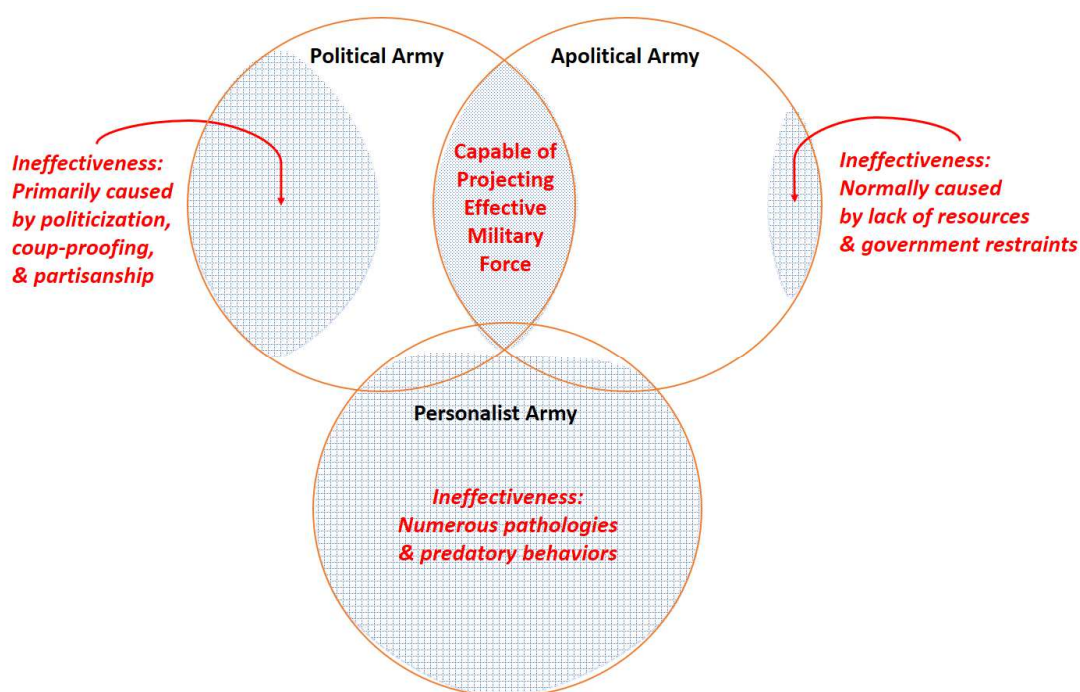 Political Army
Apolitical Army
Ineffectiveness:
Primarily caused
by politicization,
coup-proofing,
& partisanship
Capable of
Projecting
Effective
Military
Force
Ineffectiveness:
Normally caused
by lack of resources
& government restraints
Personalist Army
Ineffectiveness:
Numerous pathologies
& predatory behaviors